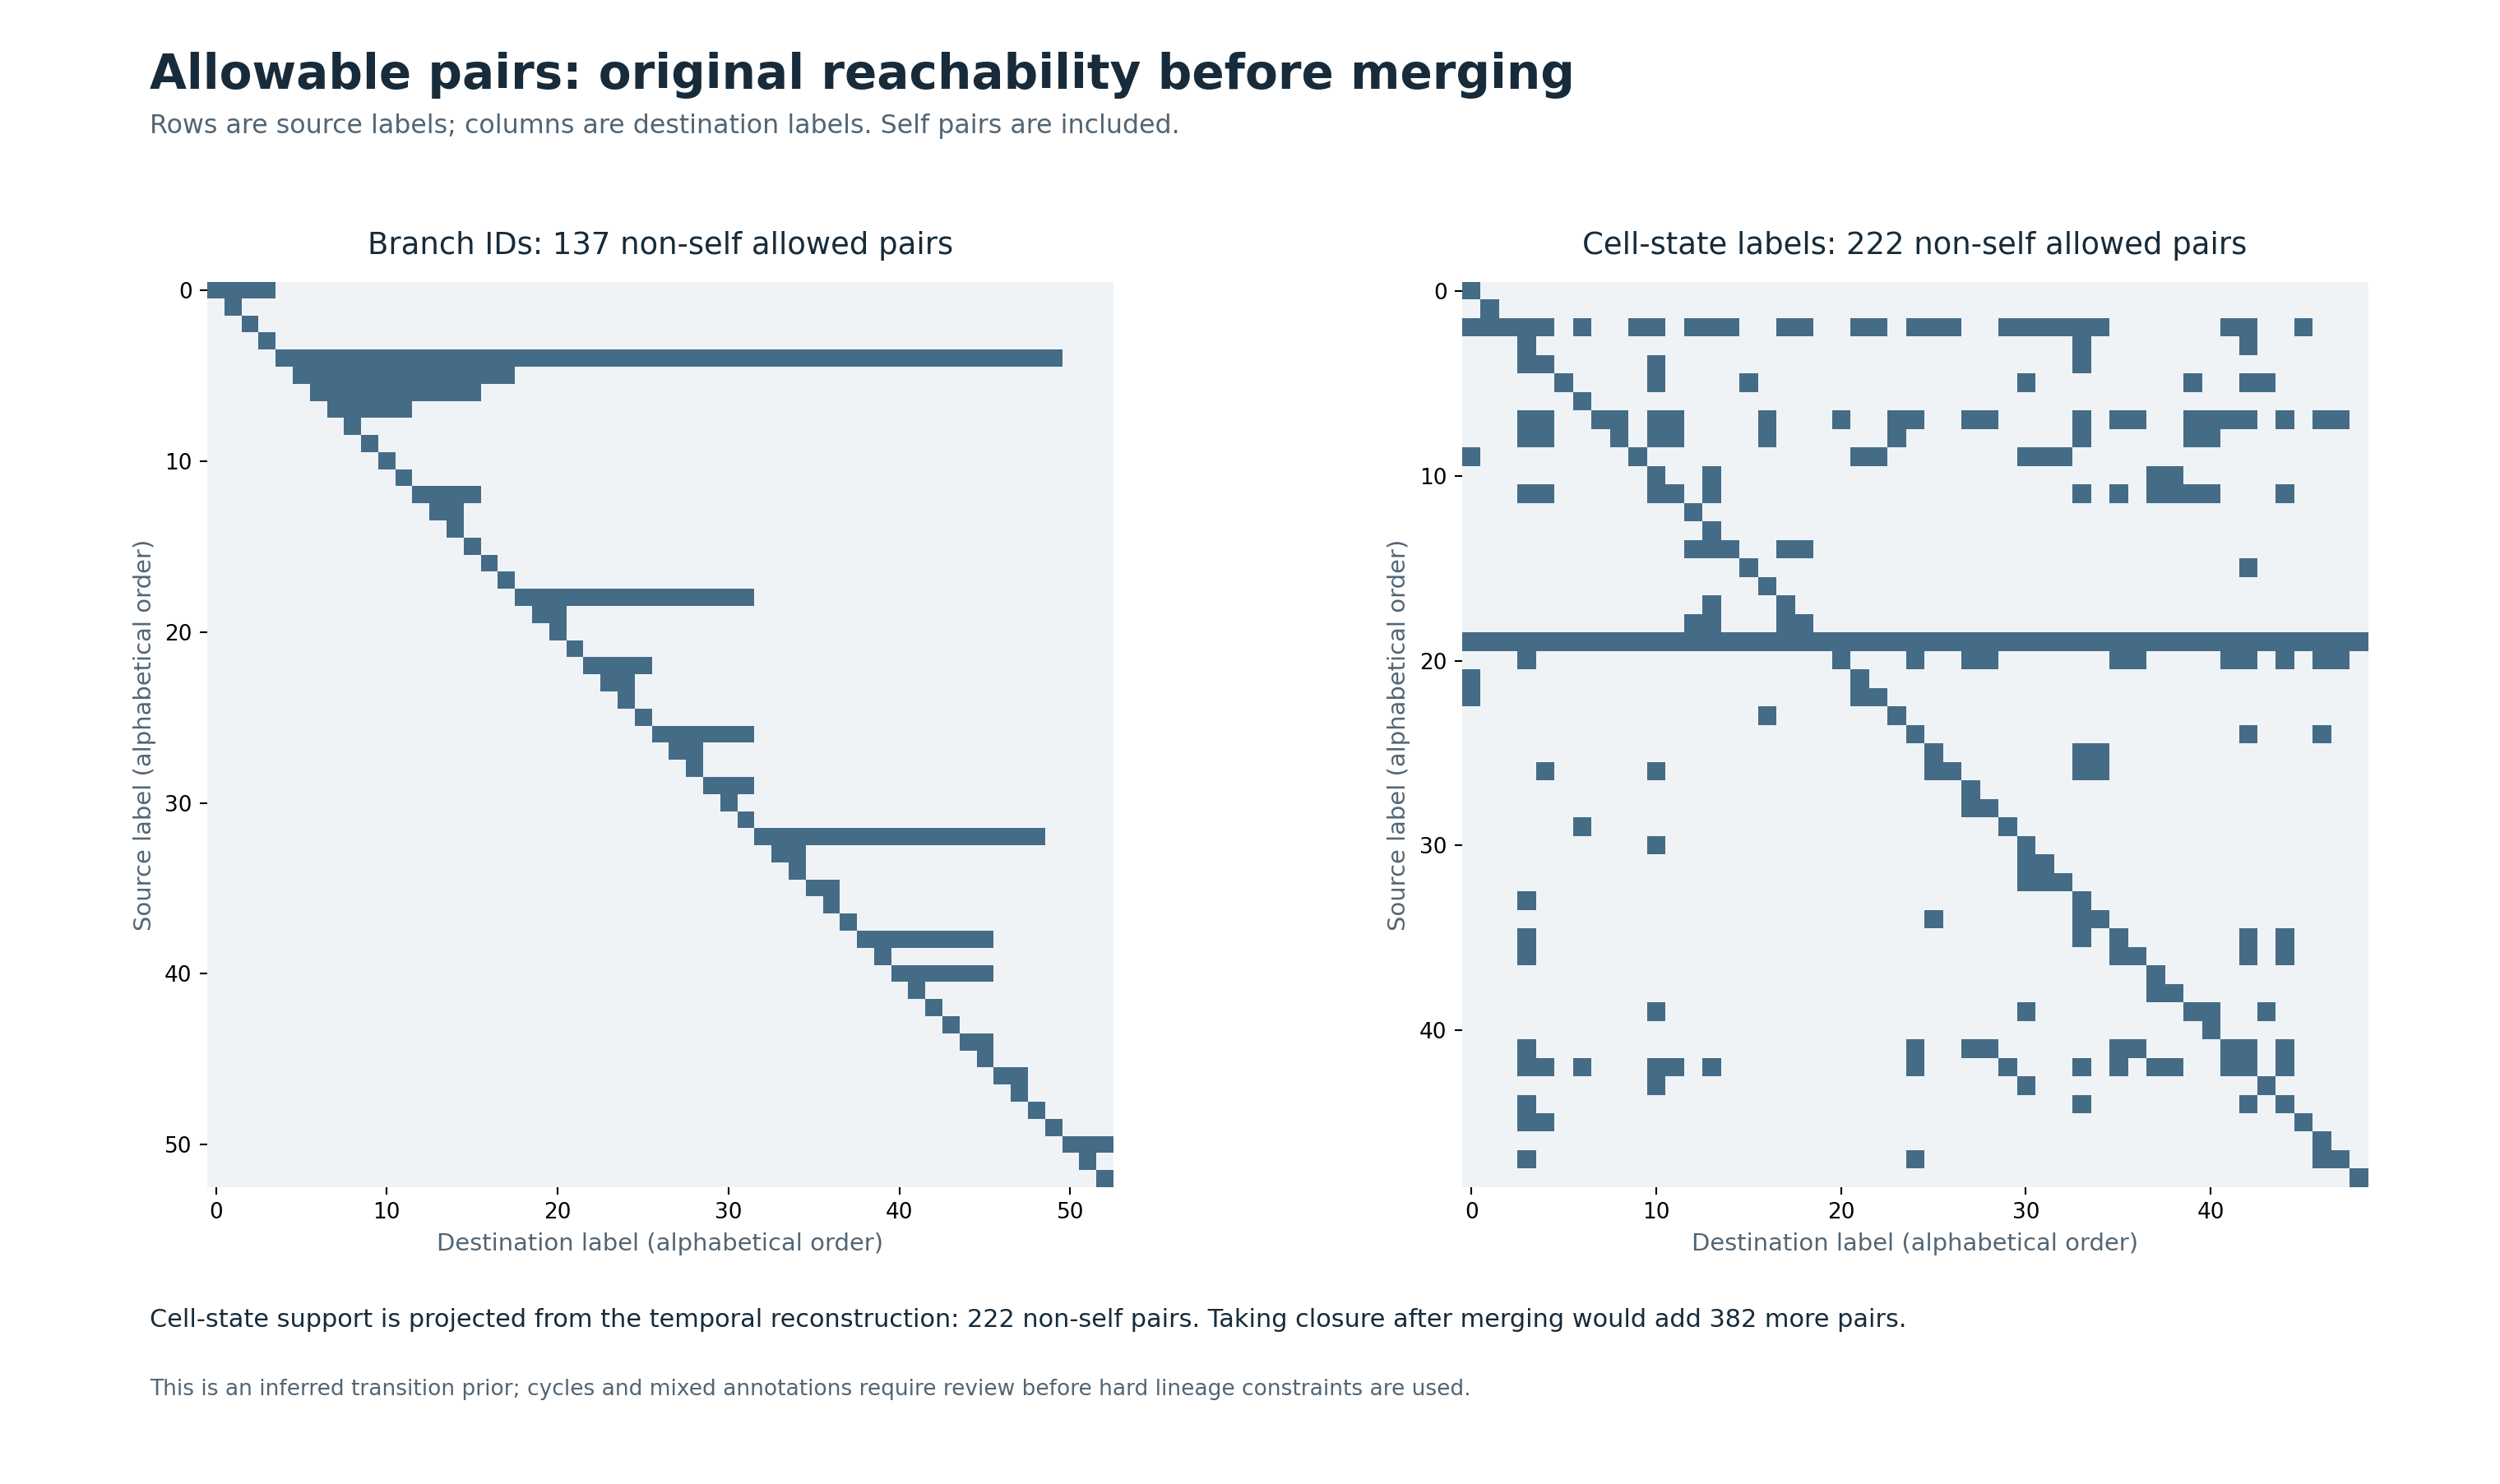 Allowable pairs: original reachability before merging
Rows are source labels; columns are destination labels. Self pairs are included.
Branch IDs: 137 non-self allowed pairs
0
10
20
30
40
50
Source label (alphabetical order)
0
10
20
30
40
50
Destination label (alphabetical order)
Cell-state labels: 222 non-self allowed pairs
0
10
20
30
40
Source label (alphabetical order)
0
10
20
30
40
Destination label (alphabetical order)
Cell-state support is projected from the temporal reconstruction: 222 non-self pairs. Taking closure after merging would add 382 more pairs.
This is an inferred transition prior; cycles and mixed annotations require review before hard lineage constraints are used.